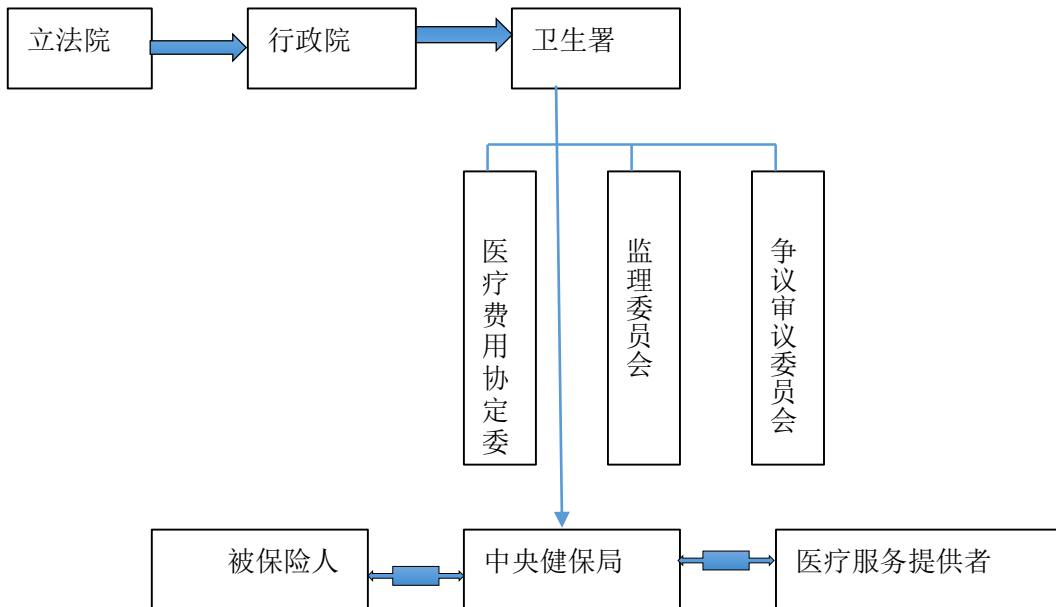 立法院
行政院
卫生署
医疗费用协定委
监理委员会
争议审议委员会
被保险人
中央健保局
医疗服务提供者